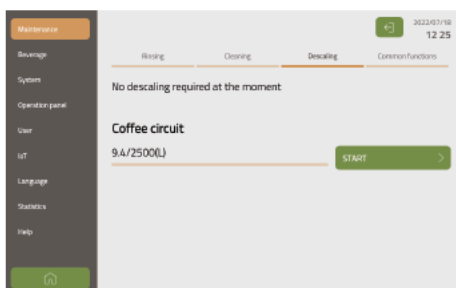 Maintenance
2022/07/18
12 25
Beverage
Rinsing
Cleaning
Descaling
Common functions
System
No descaling required at the moment
Operation panel
User
Coffee circuit
IoT
9.4/2500(L)
START
Language
Statistics
Help